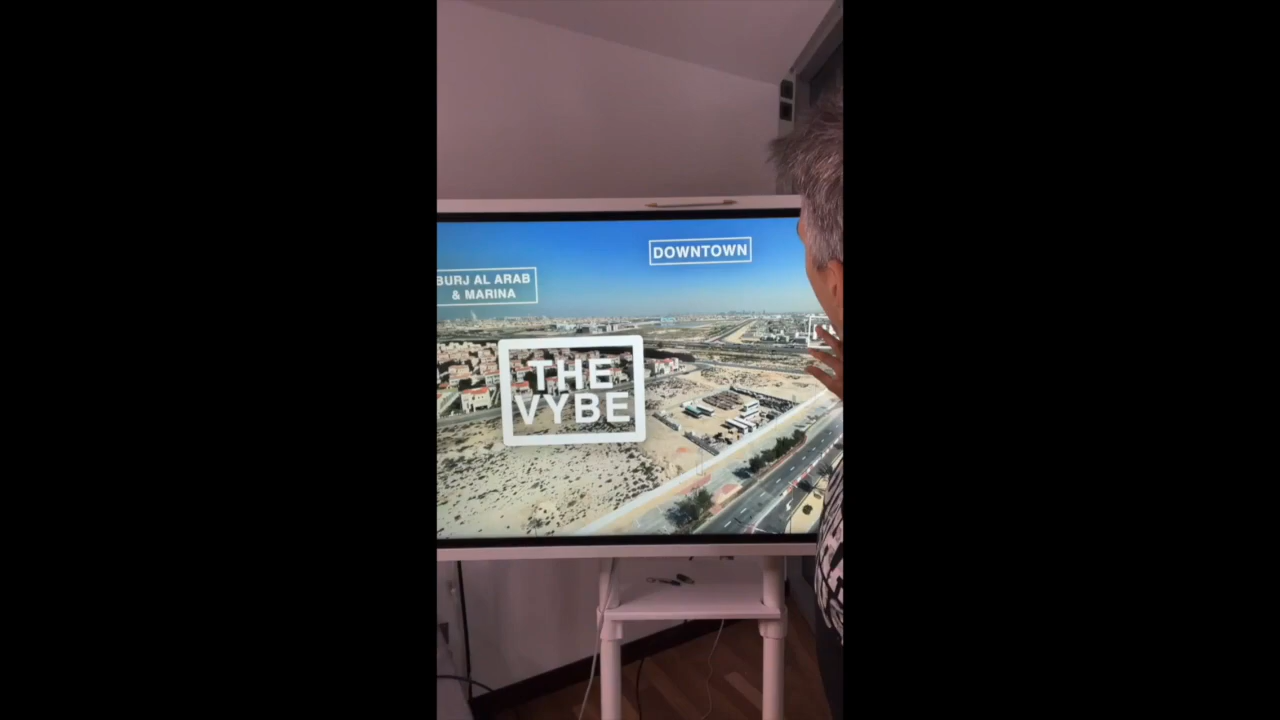 DOWNTOWN
BURJ AL ARAB
& MARINA
THE
VYBE